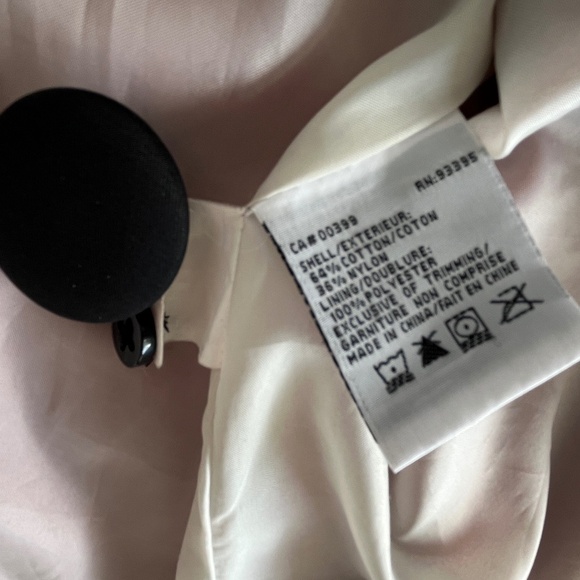 RN:93395
CA#00399
SHELL/EXTERIEUR:
64%COTTON/COTON
36%NYLON
LINING/DOUBLURE:
100%POLYESTER
EXCLUSIVE OF TRIMMING/
GARNITURE NON COMPRISE
MADE IN CHINA/FAIT EN CHINE